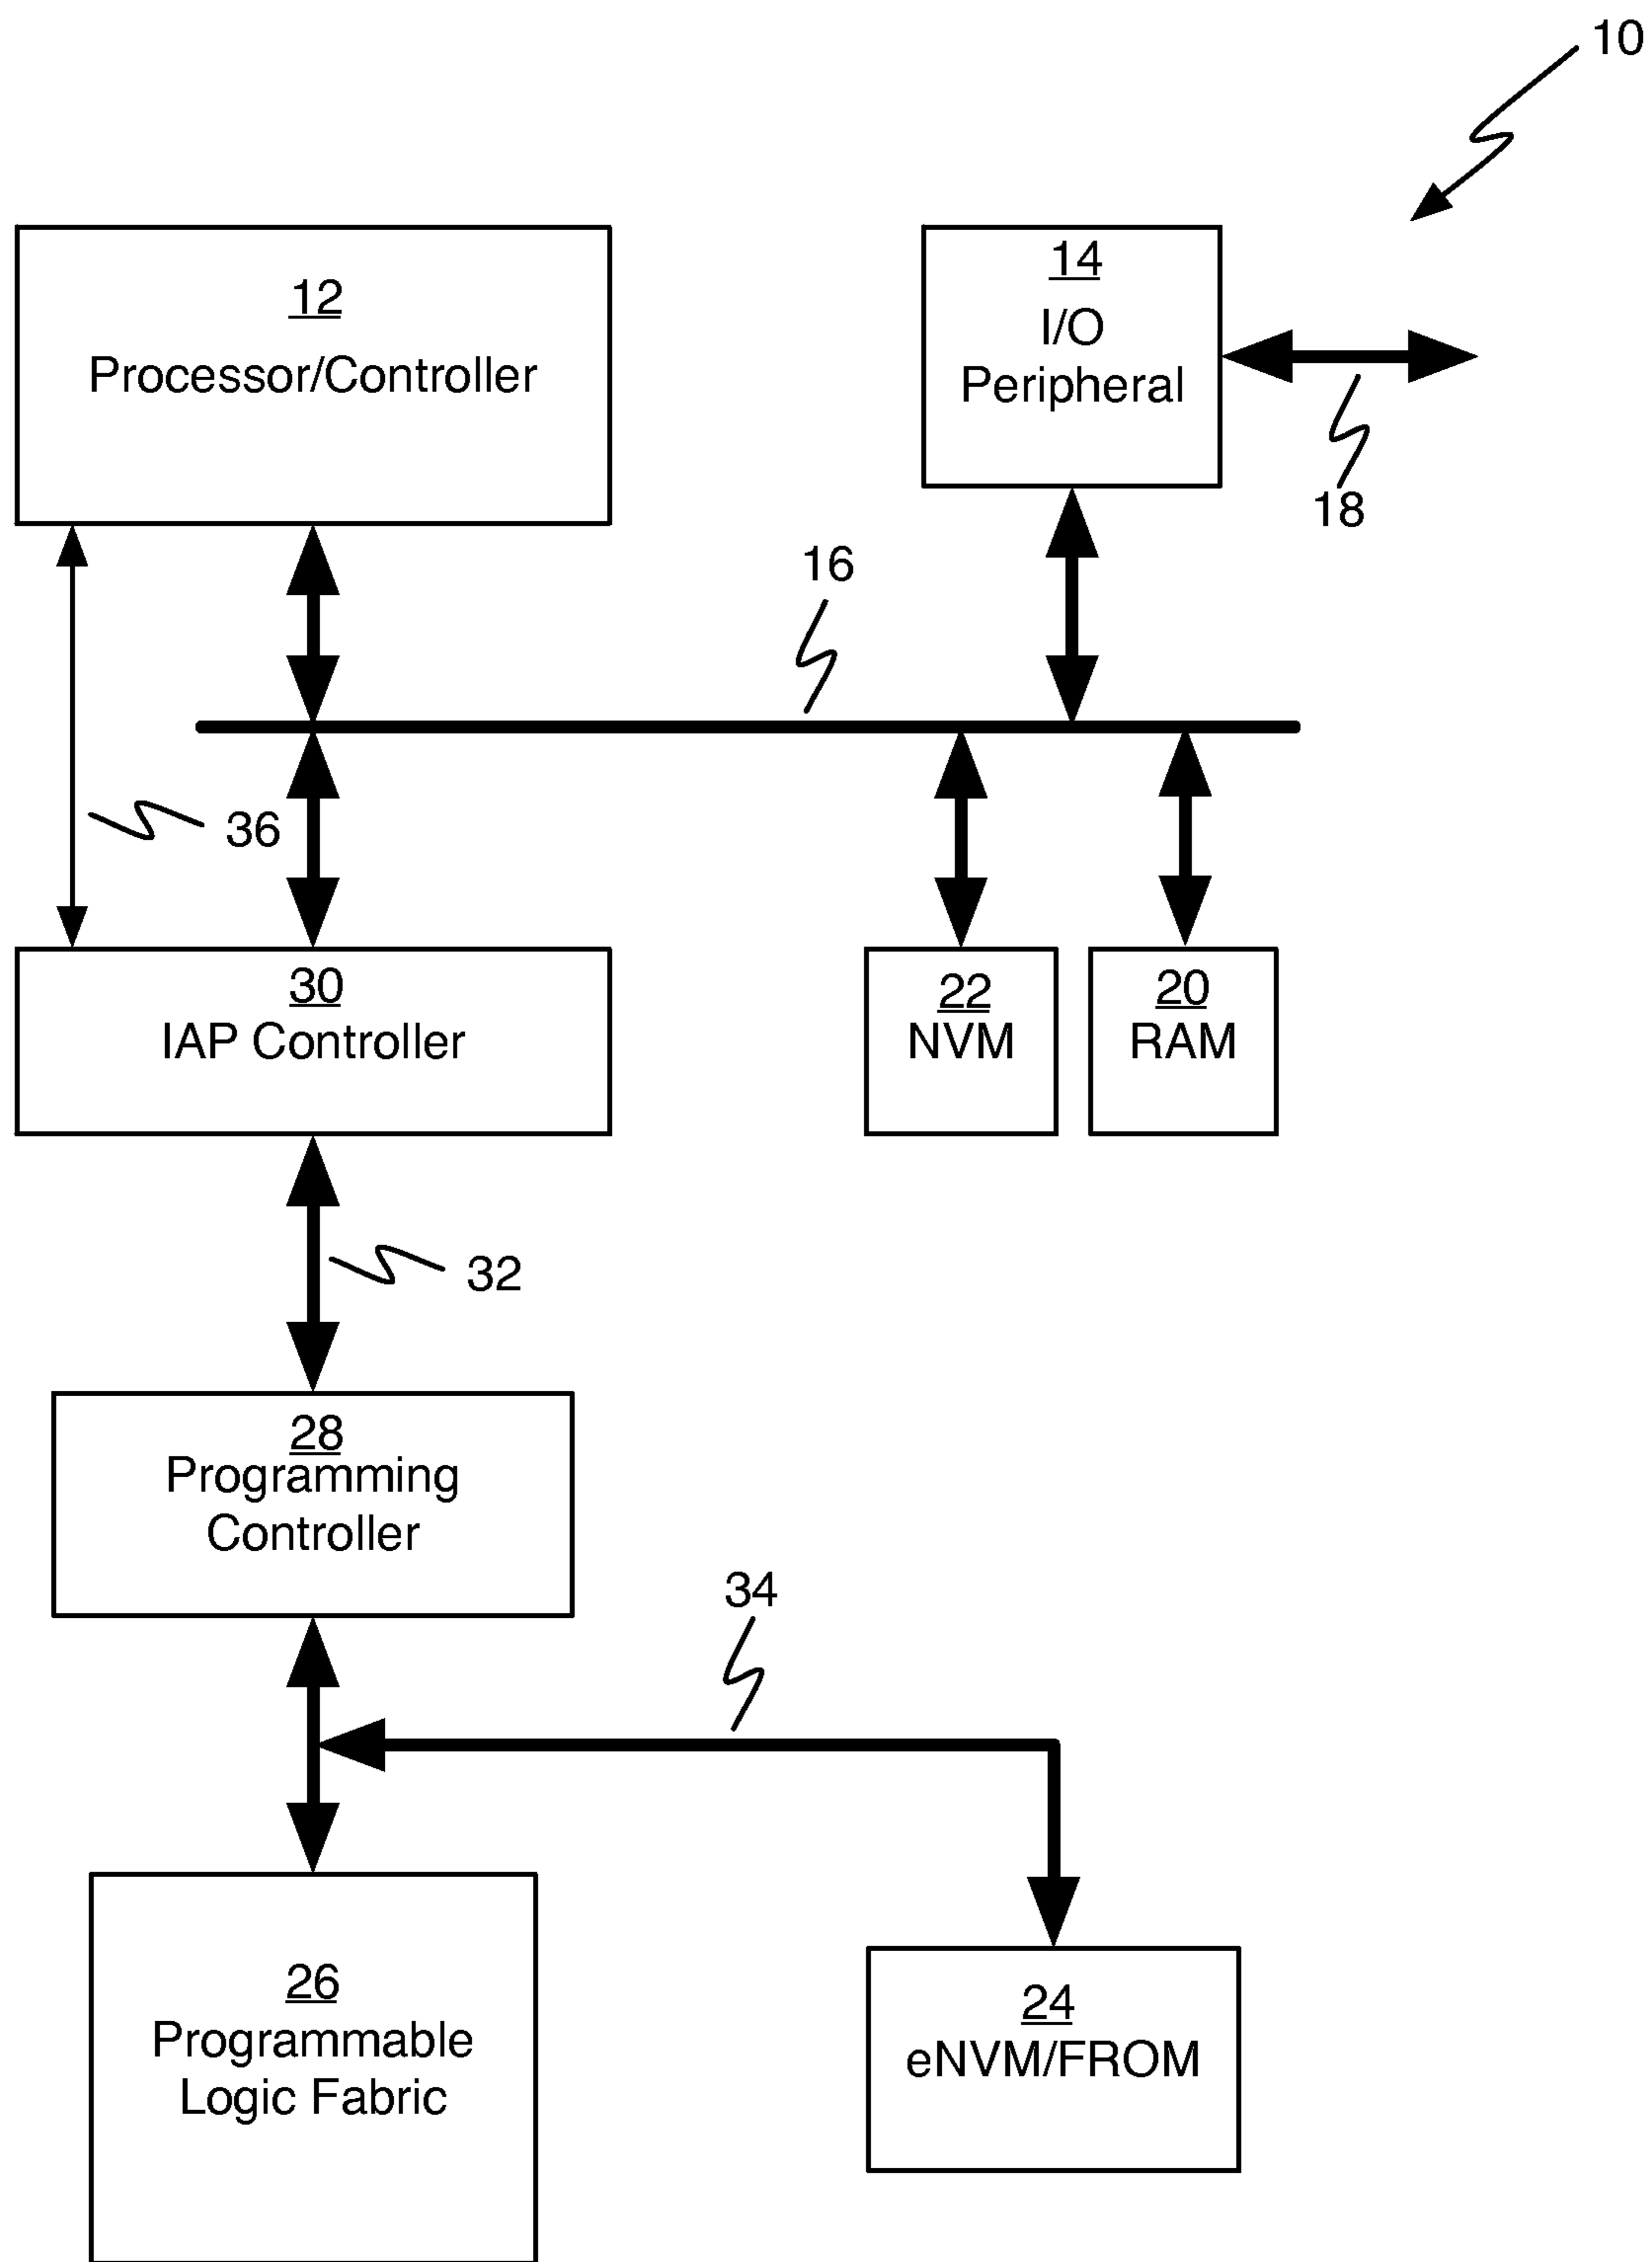 10
12
Processor/Controller
14
I/O
Peripheral
18
16
36
30
IAP Controller
22
NVM
20
RAM
32
28
Programming
Controller
34
26
Programmable
Logic Fabric
24
eNVM/FROM